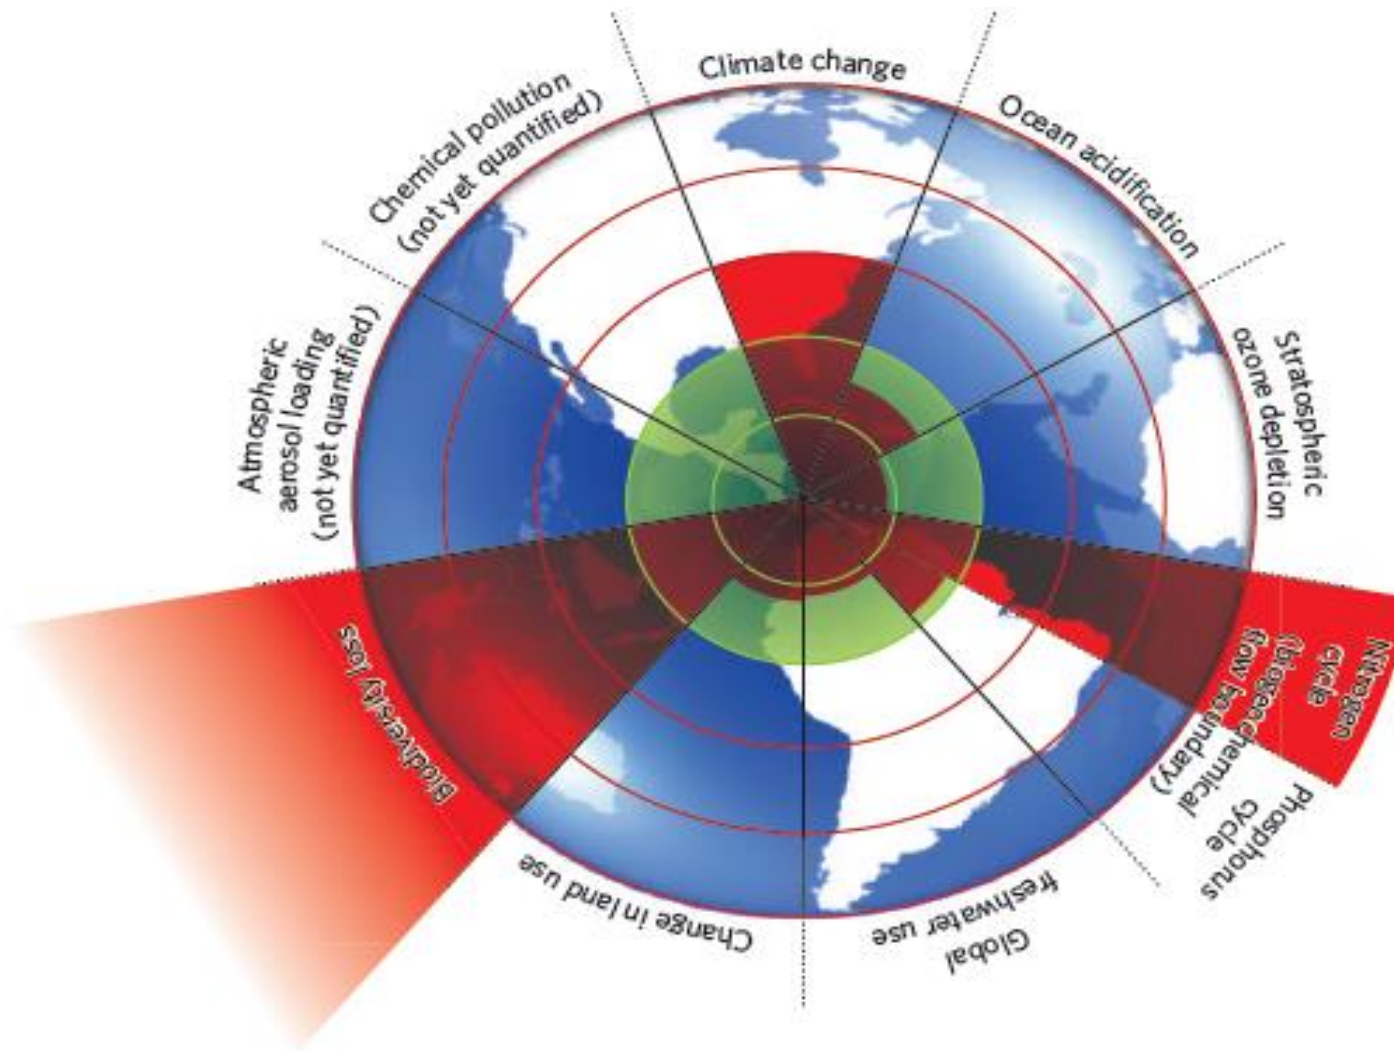 Climate change
Ocean acidification
Stratospheric
ozone depletion
Nitrogen
cycle
(biogeochemical
flow boundary)
Phosphorus
cycle
Global
freshwater use
Change in land use
Biodiversity loss
Atmospheric
aerosol loading
(not yet quantified)
Chemical pollution
(not yet quantified)